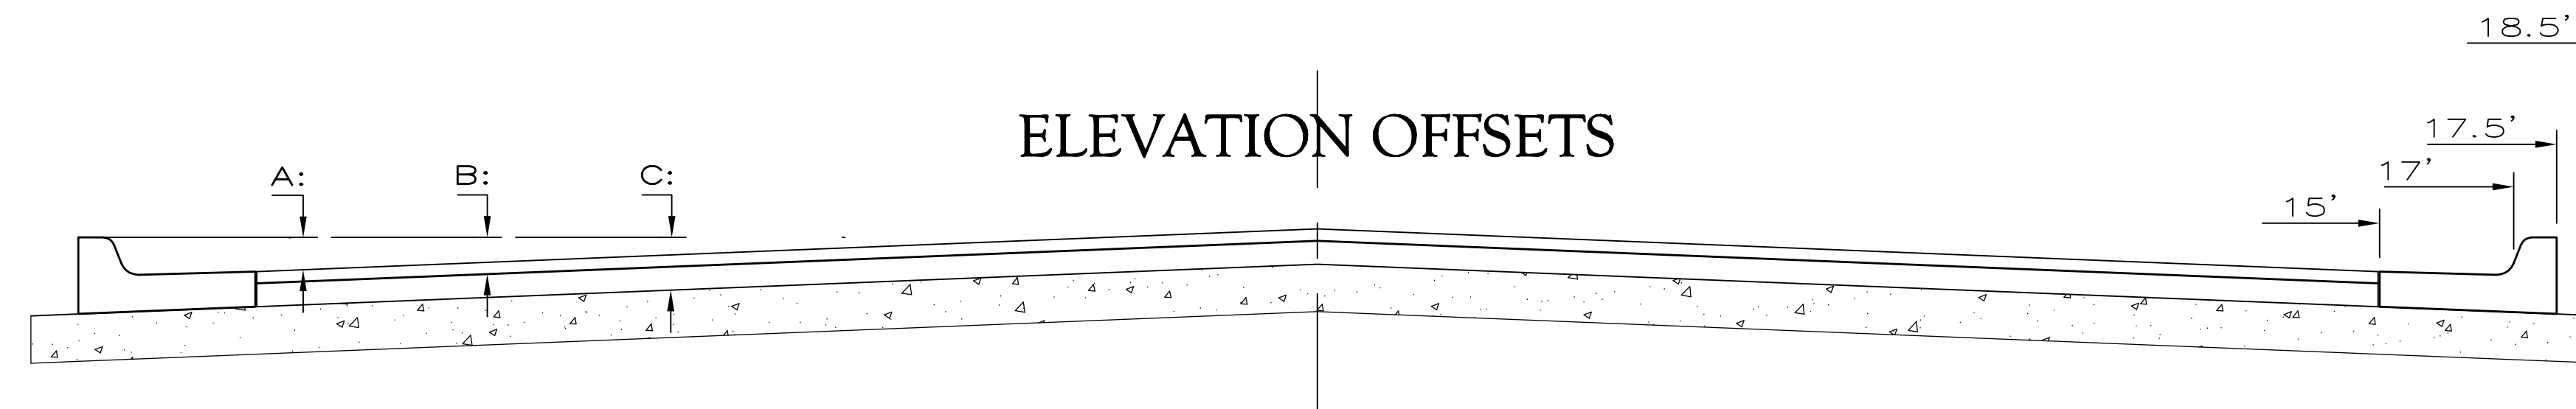 18.5’
ELEVATION OFFSETS
17.5’
A: B: C:
17’
15’